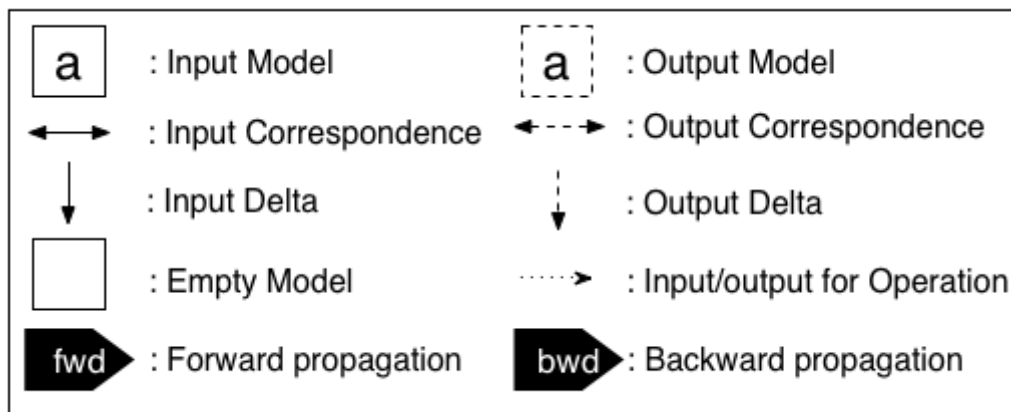 a : Input Model a : Output Model
: Input Correspondence : Output Correspondence
: Input Delta : Output Delta
: Empty Model : Input/output for Operation
fwd : Forward propagation bwd : Backward propagation